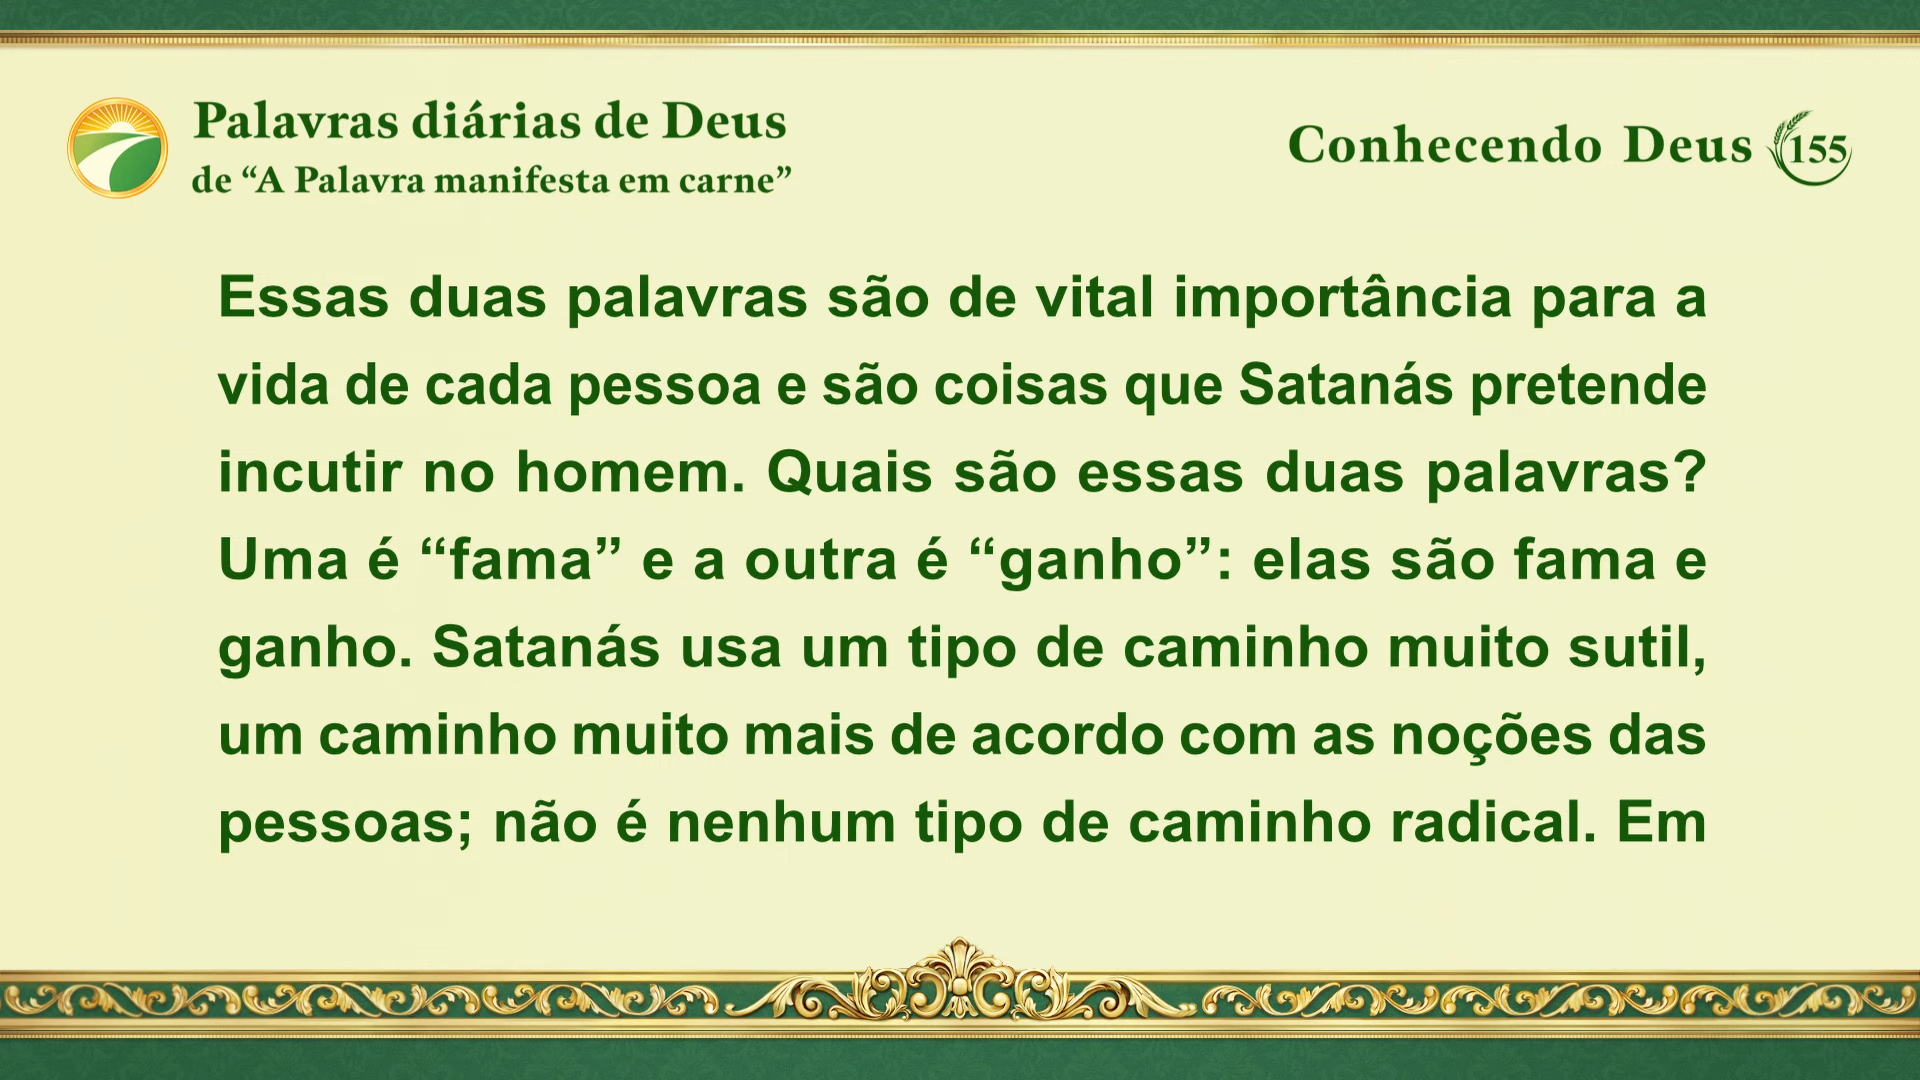 Palavras diárias de Deus
de “A Palavra manifesta em carne”
Conhecendo Deus 155
Essas duas palavras são de vital importância para a
vida de cada pessoa e são coisas que Satanás pretende
incutir no homem. Quais são essas duas palavras?
Uma é “fama” e a outra é “ganho”: elas são fama e
ganho. Satanás usa um tipo de caminho muito sutil,
um caminho muito mais de acordo com as noções das
pessoas; não é nenhum tipo de caminho radical. Em